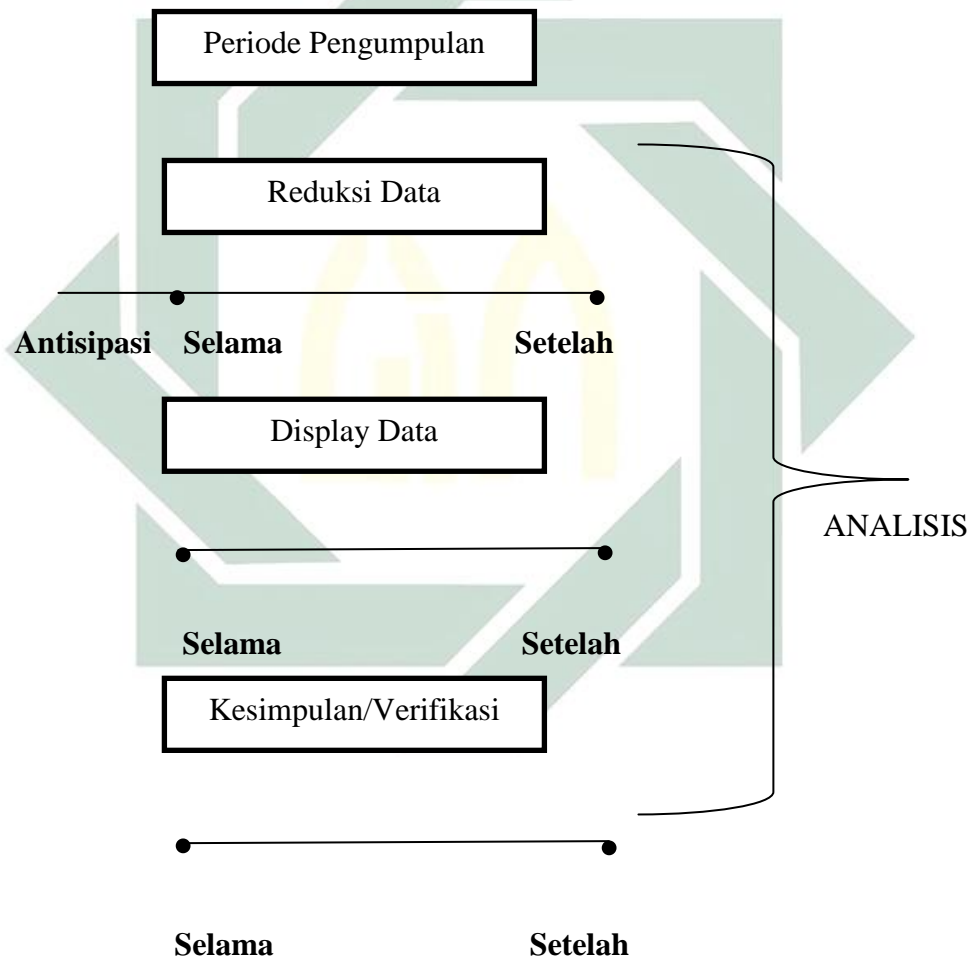 Periode Pengumpulan
Reduksi Data
Antisipasi Selama Setelah
Display Data
ANALISIS
Selama Setelah
Kesimpulan/Verifikasi
Selama Setelah